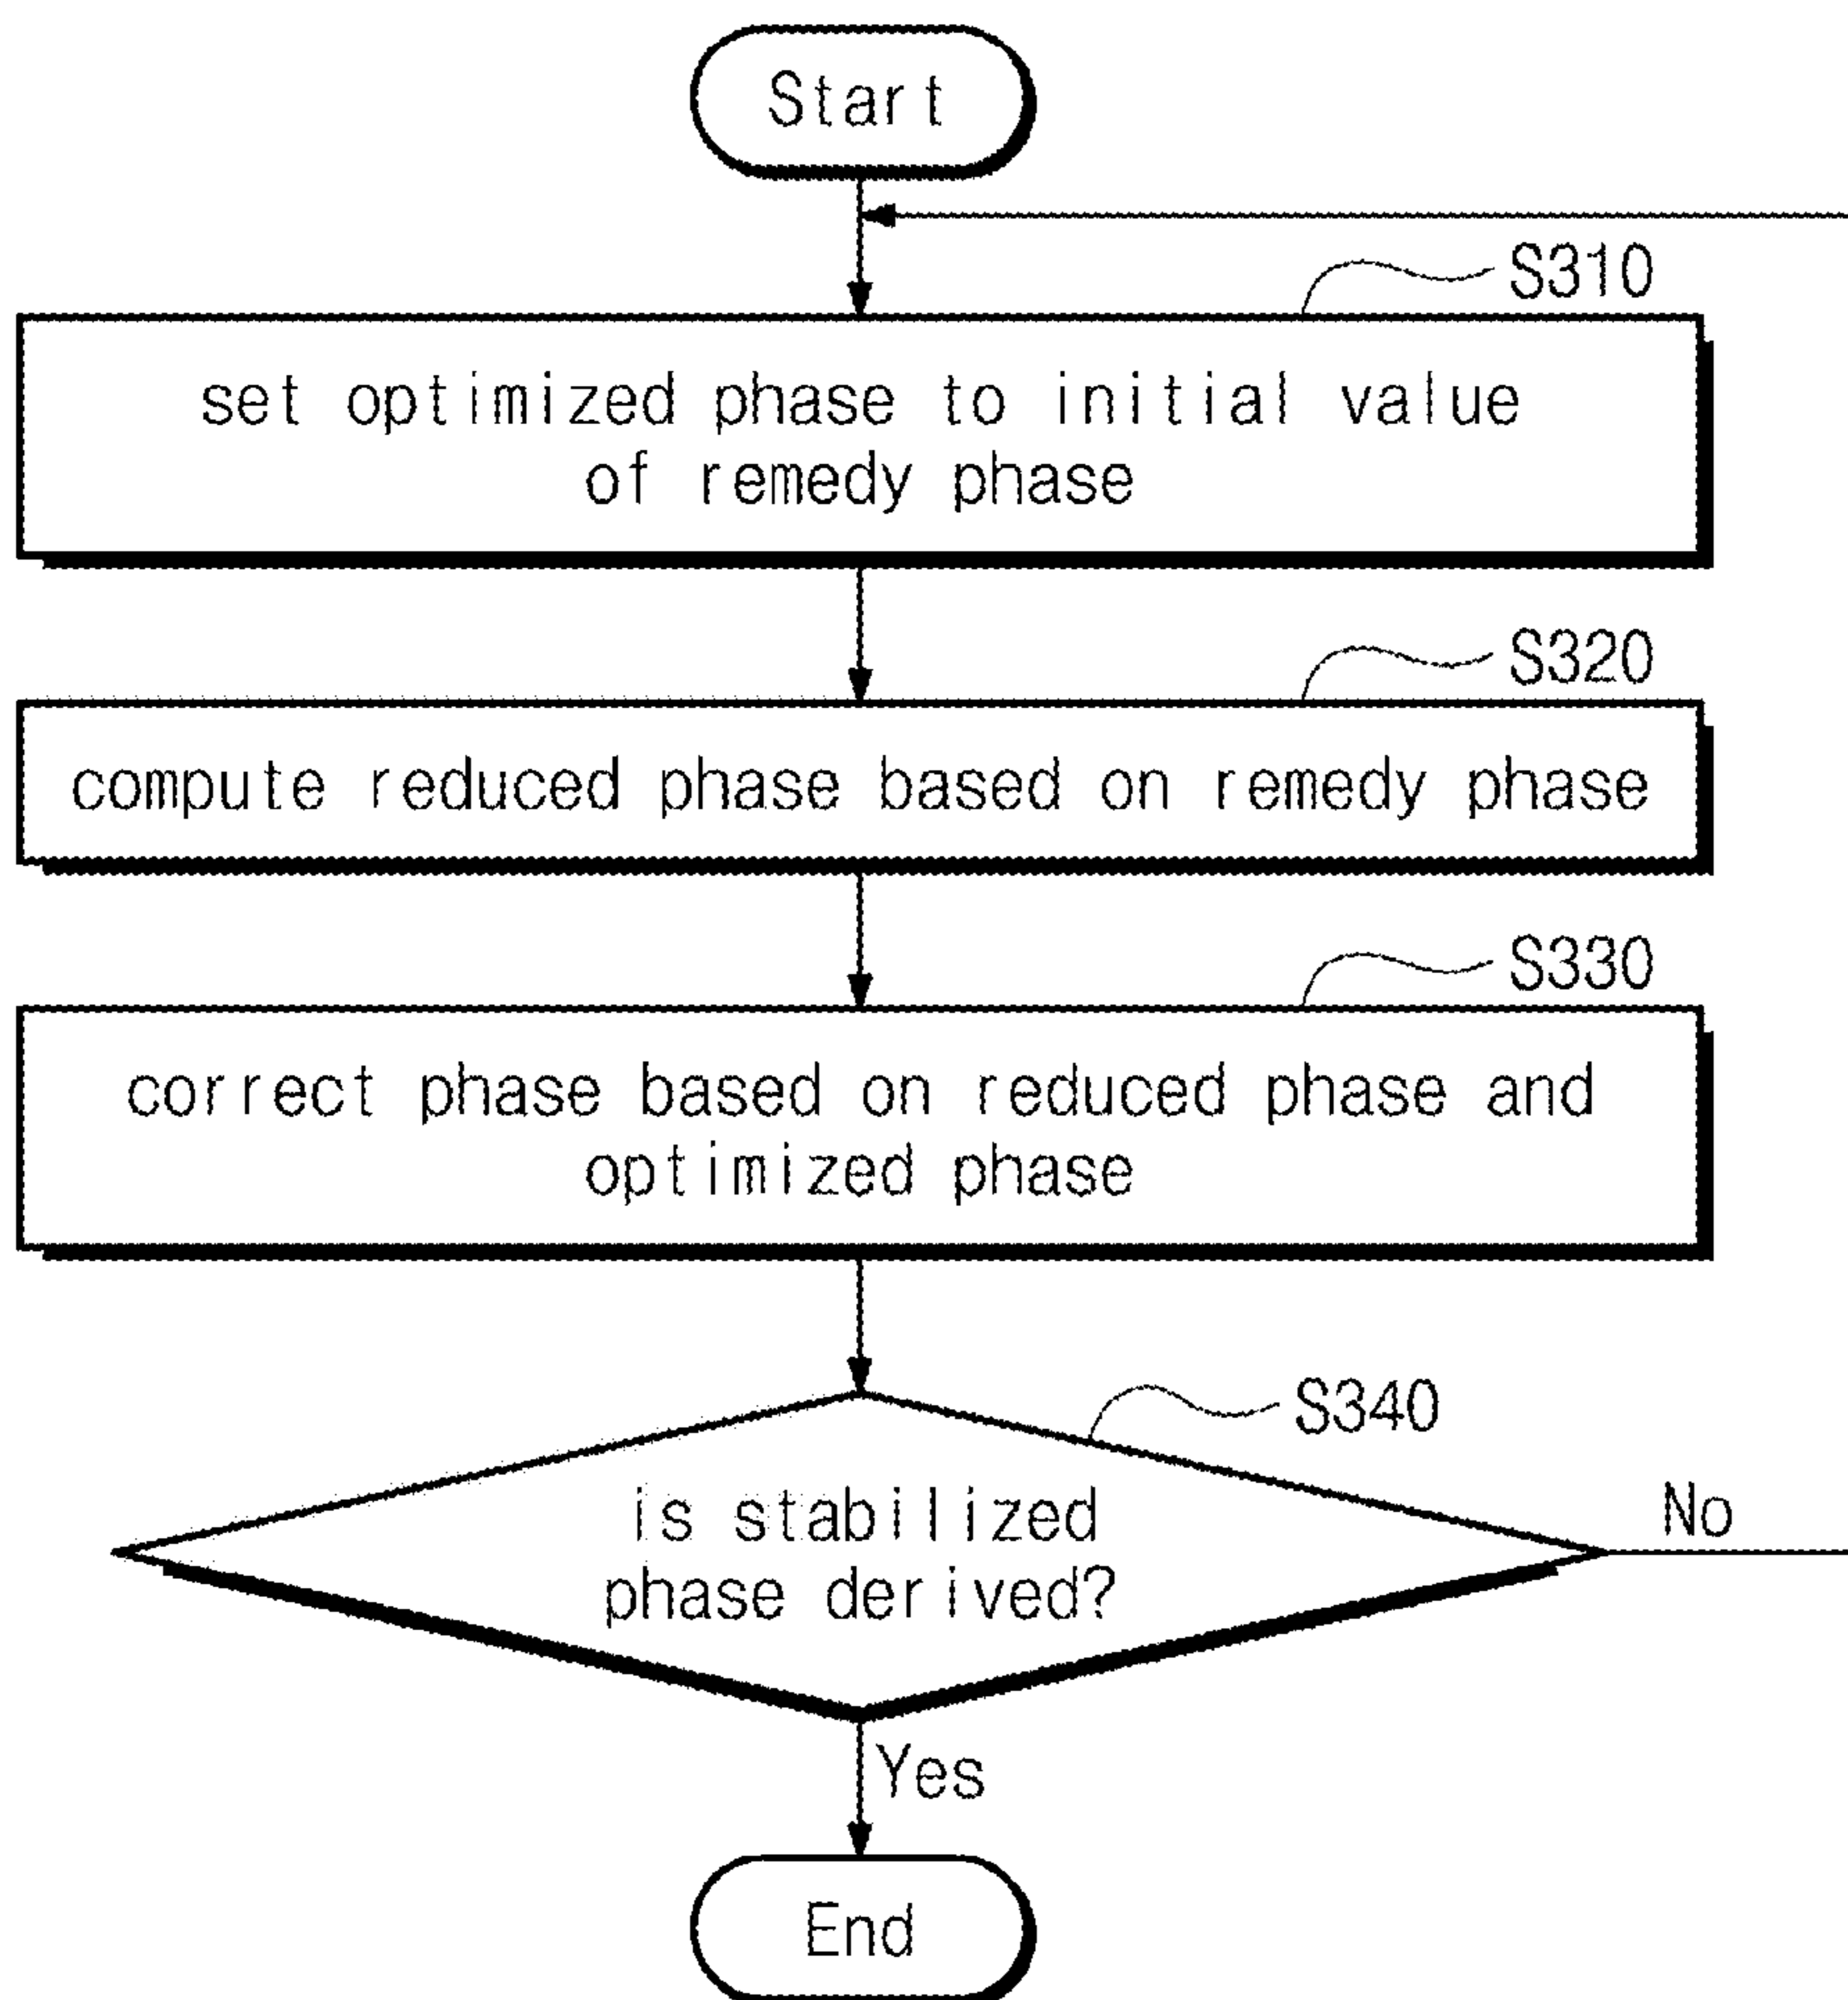 Start
S310
set optimized phase to initial value
of remedy phase
S320
compute reduced phase based on remedy phase
S330
correct phase based on reduced phase and
optimized phase
S340
is stabilized
phase derived?
No
Yes
End